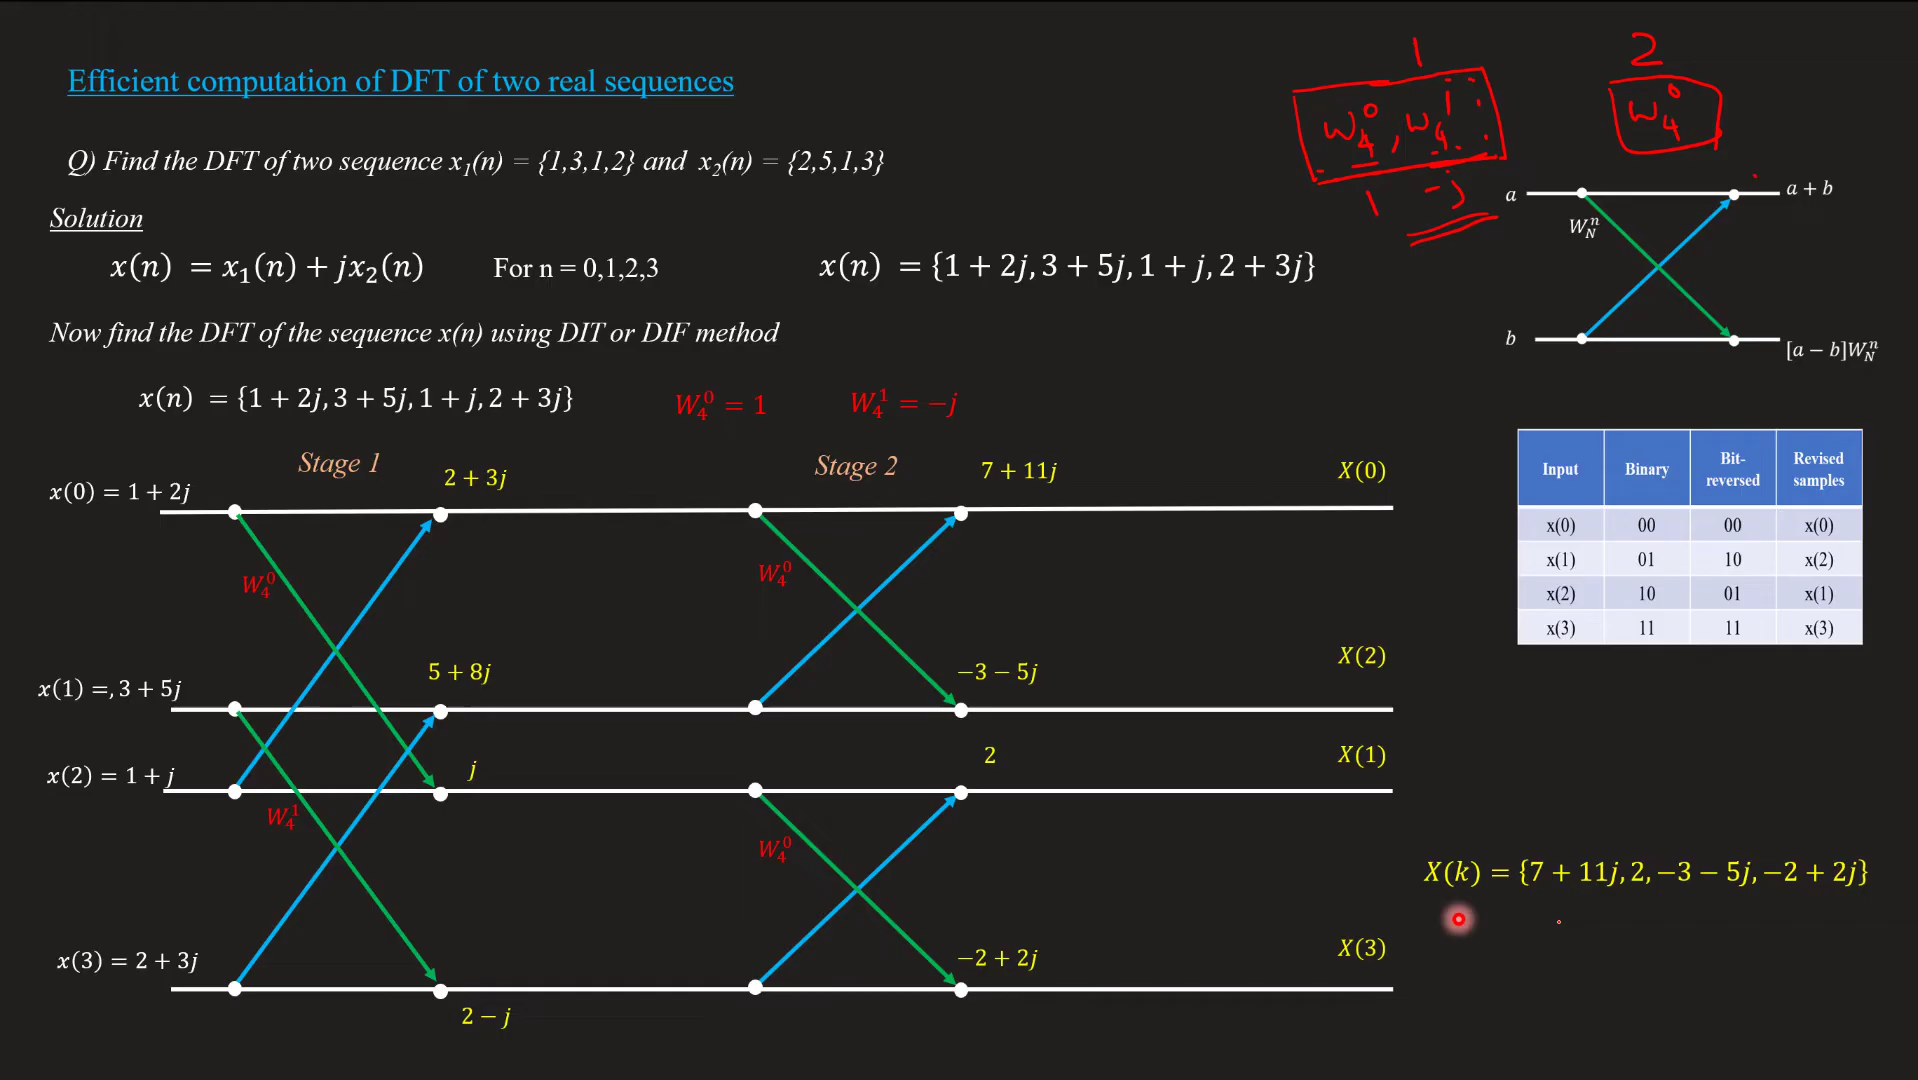 Efficient computation of DFT of two real sequences
1
2
W₄⁰ , W₄¹
W₄⁰
1 -j
Q) Find the DFT of two sequence x₁(n) = {1,3,1,2} and x₂(n) = {2,5,1,3}
Solution
x(n) = x₁(n) + jx₂(n) For n = 0,1,2,3 x(n) = {1 + 2j, 3 + 5j, 1 + j, 2 + 3j}
a
a + b
W_N^n
b
[a − b]W_N^n
Now find the DFT of the sequence x(n) using DIT or DIF method
x(n) = {1 + 2j, 3 + 5j, 1 + j, 2 + 3j} W₄⁰ = 1 W₄¹ = −j
Stage 1
Stage 2
x(0) = 1 + 2j
2 + 3j
7 + 11j
X(0)
W₄⁰
W₄⁰
x(1) =, 3 + 5j
5 + 8j
−3 − 5j
X(2)
x(2) = 1 + j
j
2
X(1)
W₄¹
W₄⁰
x(3) = 2 + 3j
2 − j
−2 + 2j
X(3)
Input Binary Bit-reversed Revised samples
x(0) 00 00 x(0)
x(1) 01 10 x(2)
x(2) 10 01 x(1)
x(3) 11 11 x(3)
X(k) = {7 + 11j, 2, −3 − 5j, −2 + 2j}